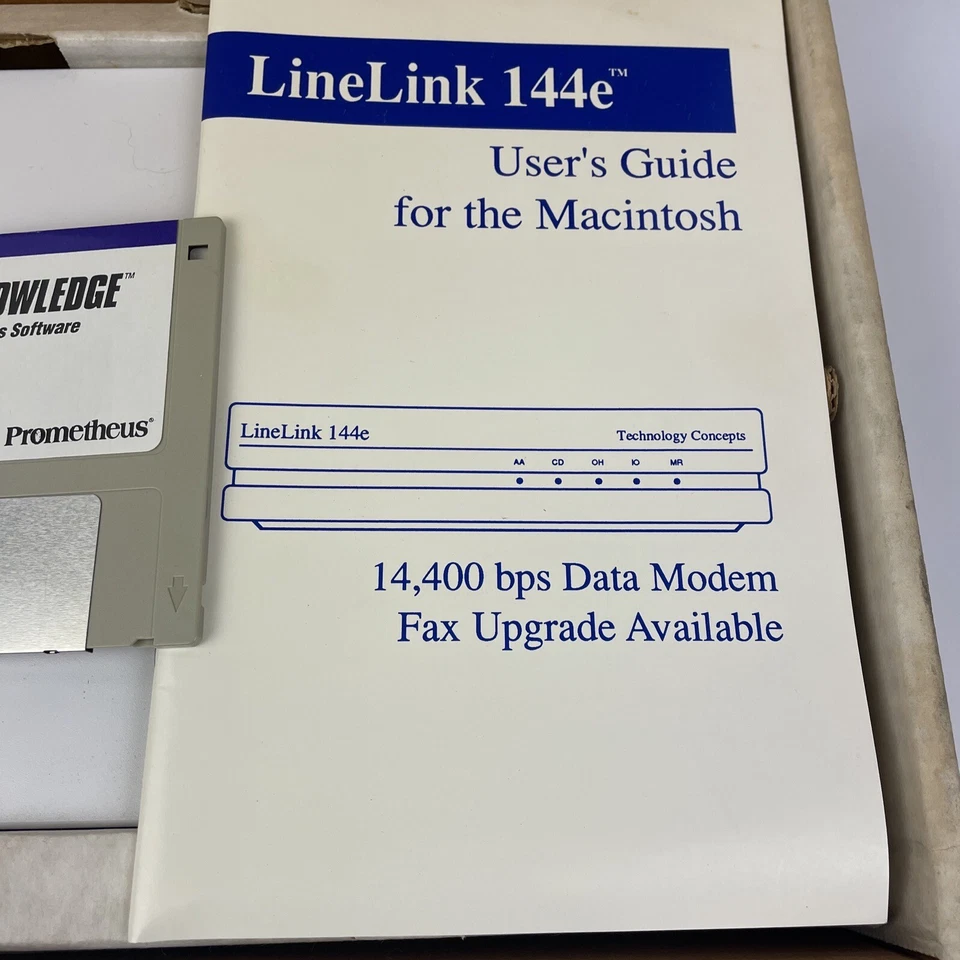 LineLink 144e™
User's Guide
for the Macintosh
OWLEDGE™
s Software
Prometheus®
LineLink 144e
Technology Concepts
AA CD OH IO MR
14,400 bps Data Modem
Fax Upgrade Available